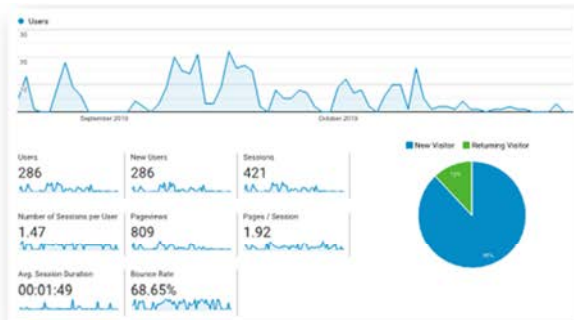 Users
30
20
September 2019
October 2019
New Visitor Returning Visitor
Users
286
New Users
286
Sessions
421
Number of Sessions per User
1.47
Pageviews
809
Pages / Session
1.92
Avg. Session Duration
00:01:49
Bounce Rate
68.65%